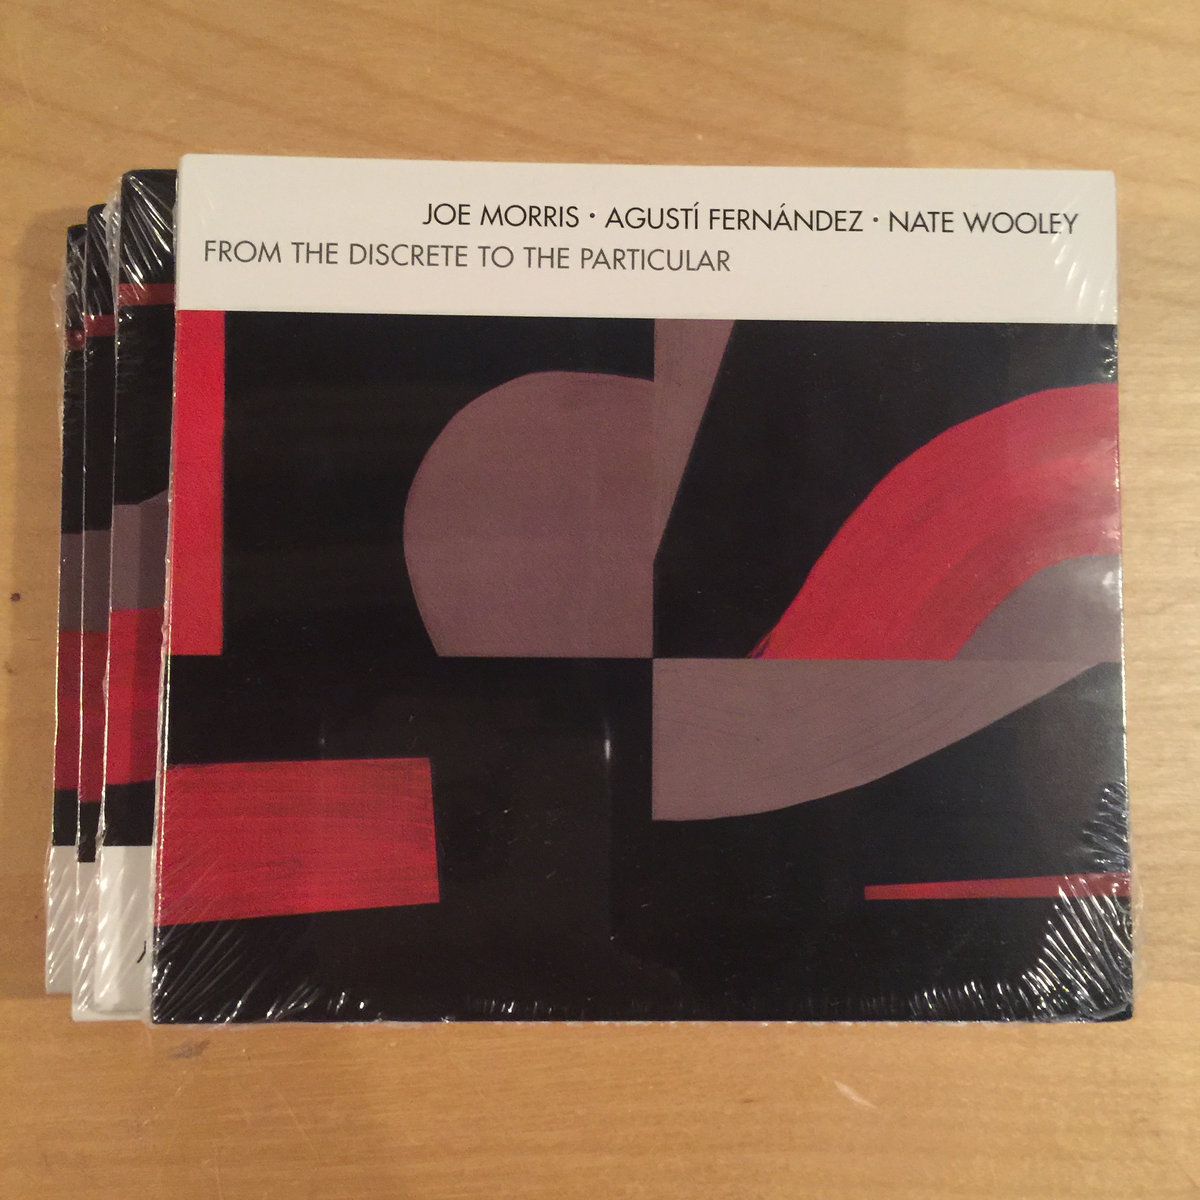 JOE MORRIS · AGUSTÍ FERNÁNDEZ · NATE WOOLEY
FROM THE DISCRETE TO THE PARTICULAR